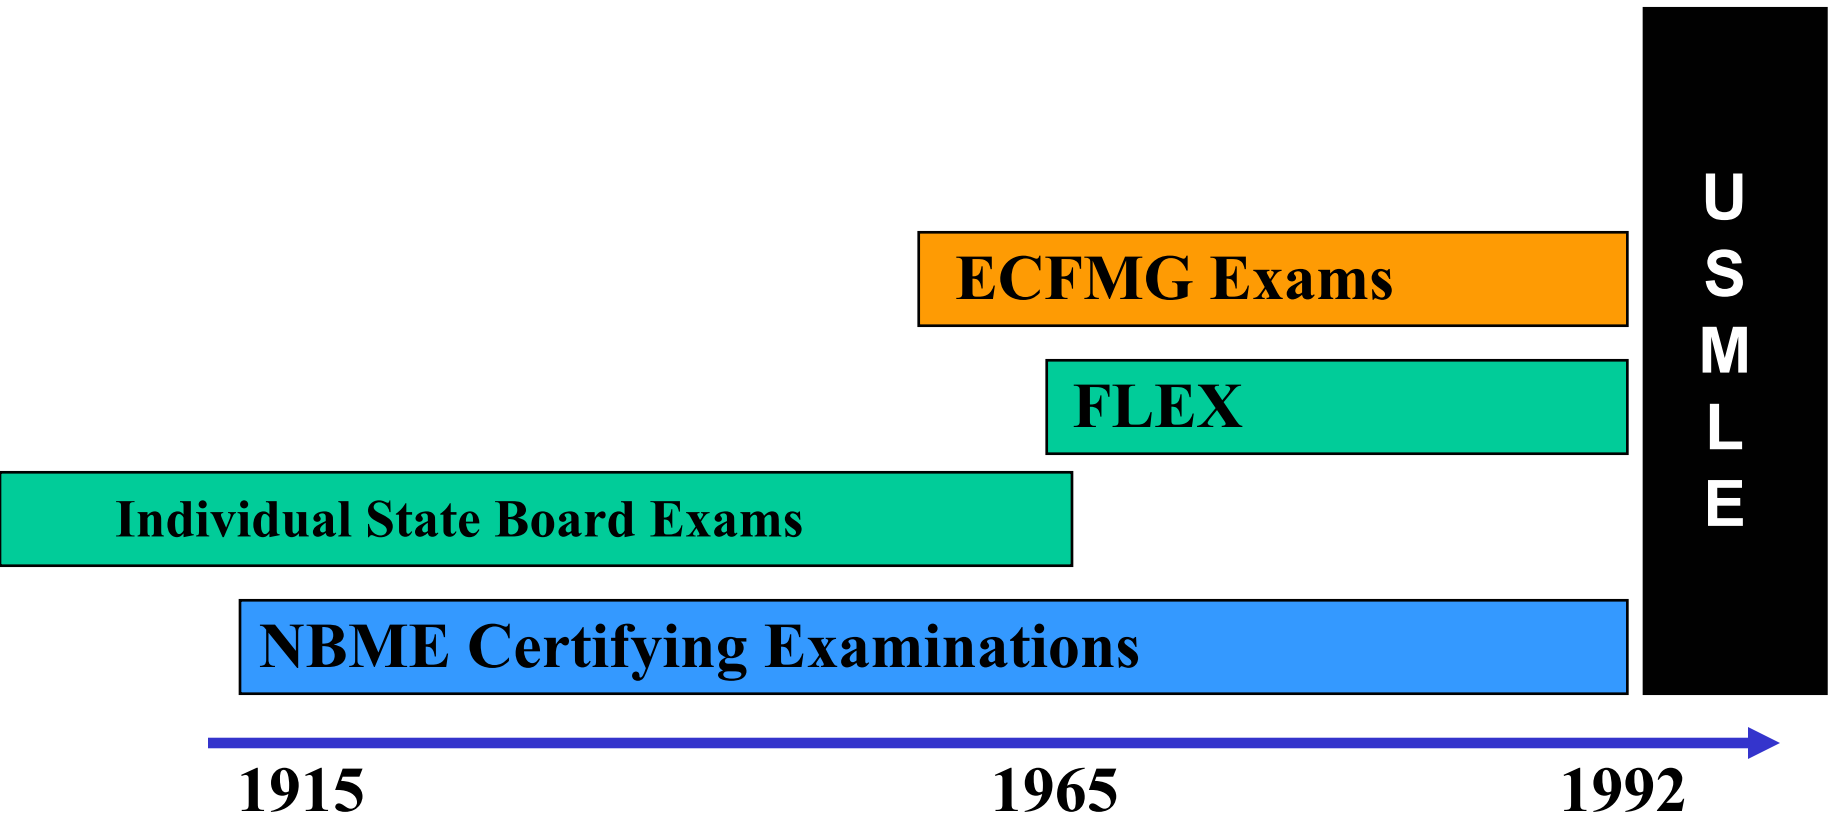 ECFMG Exams
FLEX
Individual State Board Exams
NBME Certifying Examinations
U
S
M
L
E
1915
1965
1992